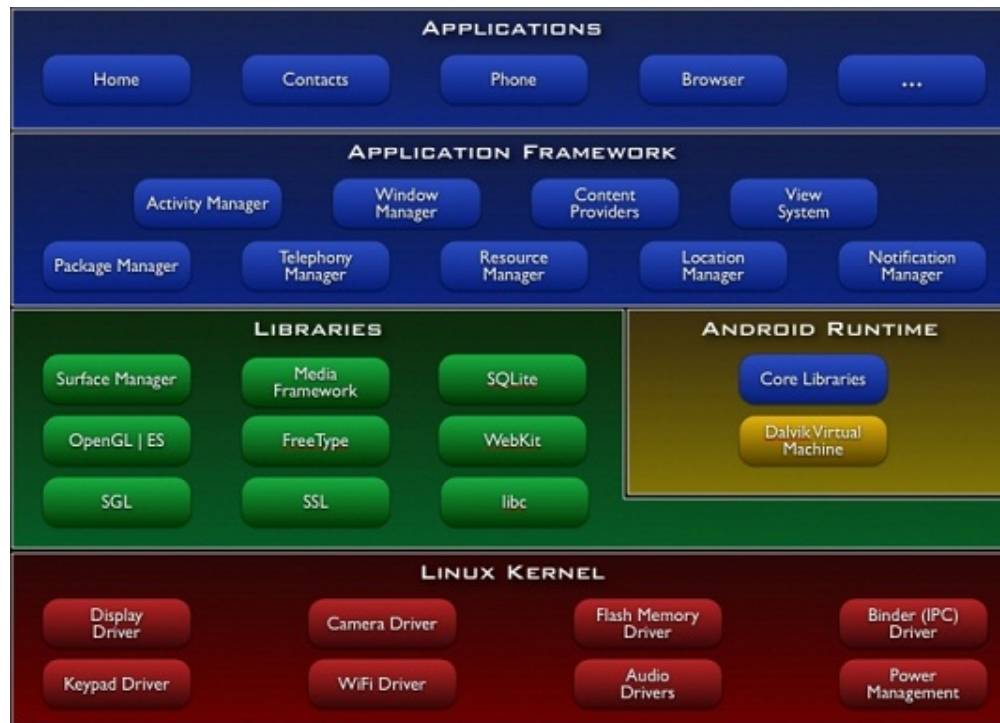 APPLICATIONS
Home Contacts Phone Browser ...
APPLICATION FRAMEWORK
Activity Manager Window Manager Content Providers View System
Package Manager Telephony Manager Resource Manager Location Manager Notification Manager
LIBRARIES
Surface Manager Media Framework SQLite
OpenGL | ES FreeType WebKit
SGL SSL libc
ANDROID RUNTIME
Core Libraries
Dalvik Virtual Machine
LINUX KERNEL
Display Driver Camera Driver Flash Memory Driver Binder (IPC) Driver
Keypad Driver WiFi Driver Audio Drivers Power Management